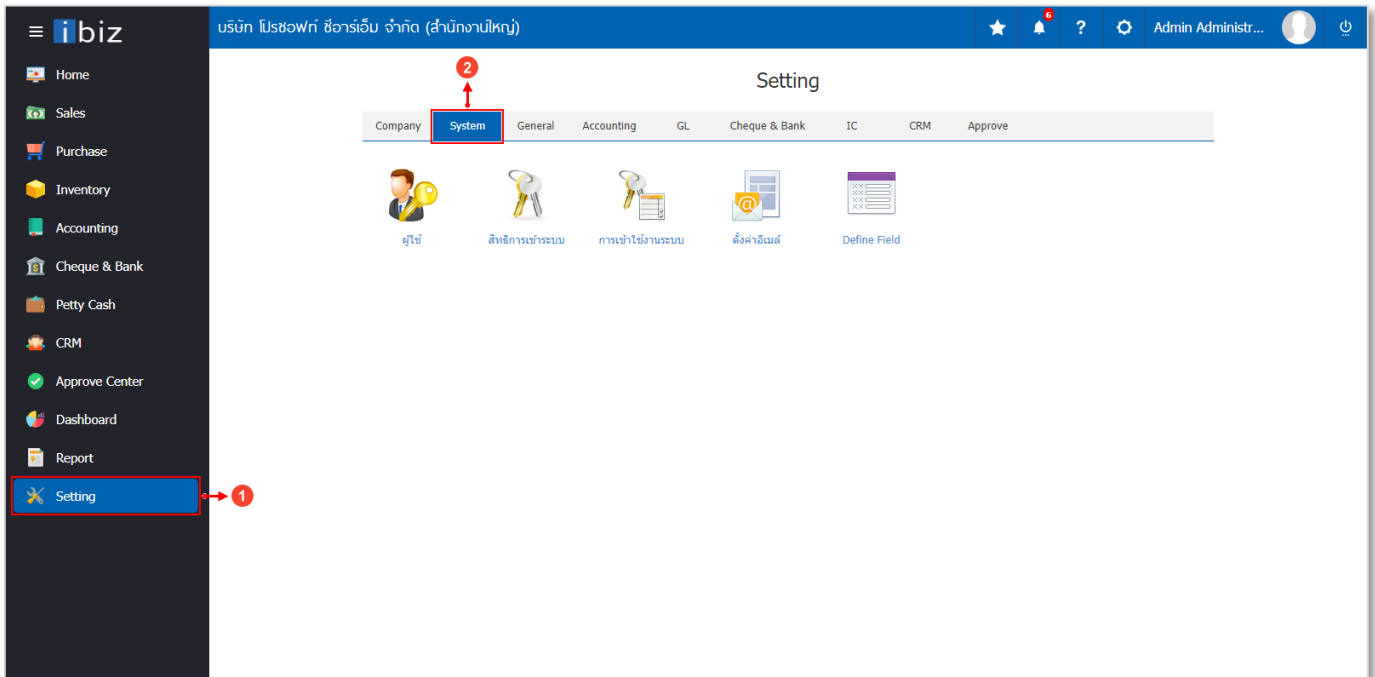 ≡ ibiz
บริษัท โปรซอฟท์ ซีอาร์เอ็ม จำกัด (สำนักงานใหญ่)
6
?
Admin Administr...
Home
Sales
Purchase
Inventory
Accounting
Cheque & Bank
Petty Cash
CRM
Approve Center
Dashboard
Report
Setting
1
2
Setting
Company System General Accounting GL Cheque & Bank IC CRM Approve
ผู้ใช้ สิทธิการเข้าระบบ การเข้าใช้งานระบบ ตั้งค่าอีเมล์ Define Field